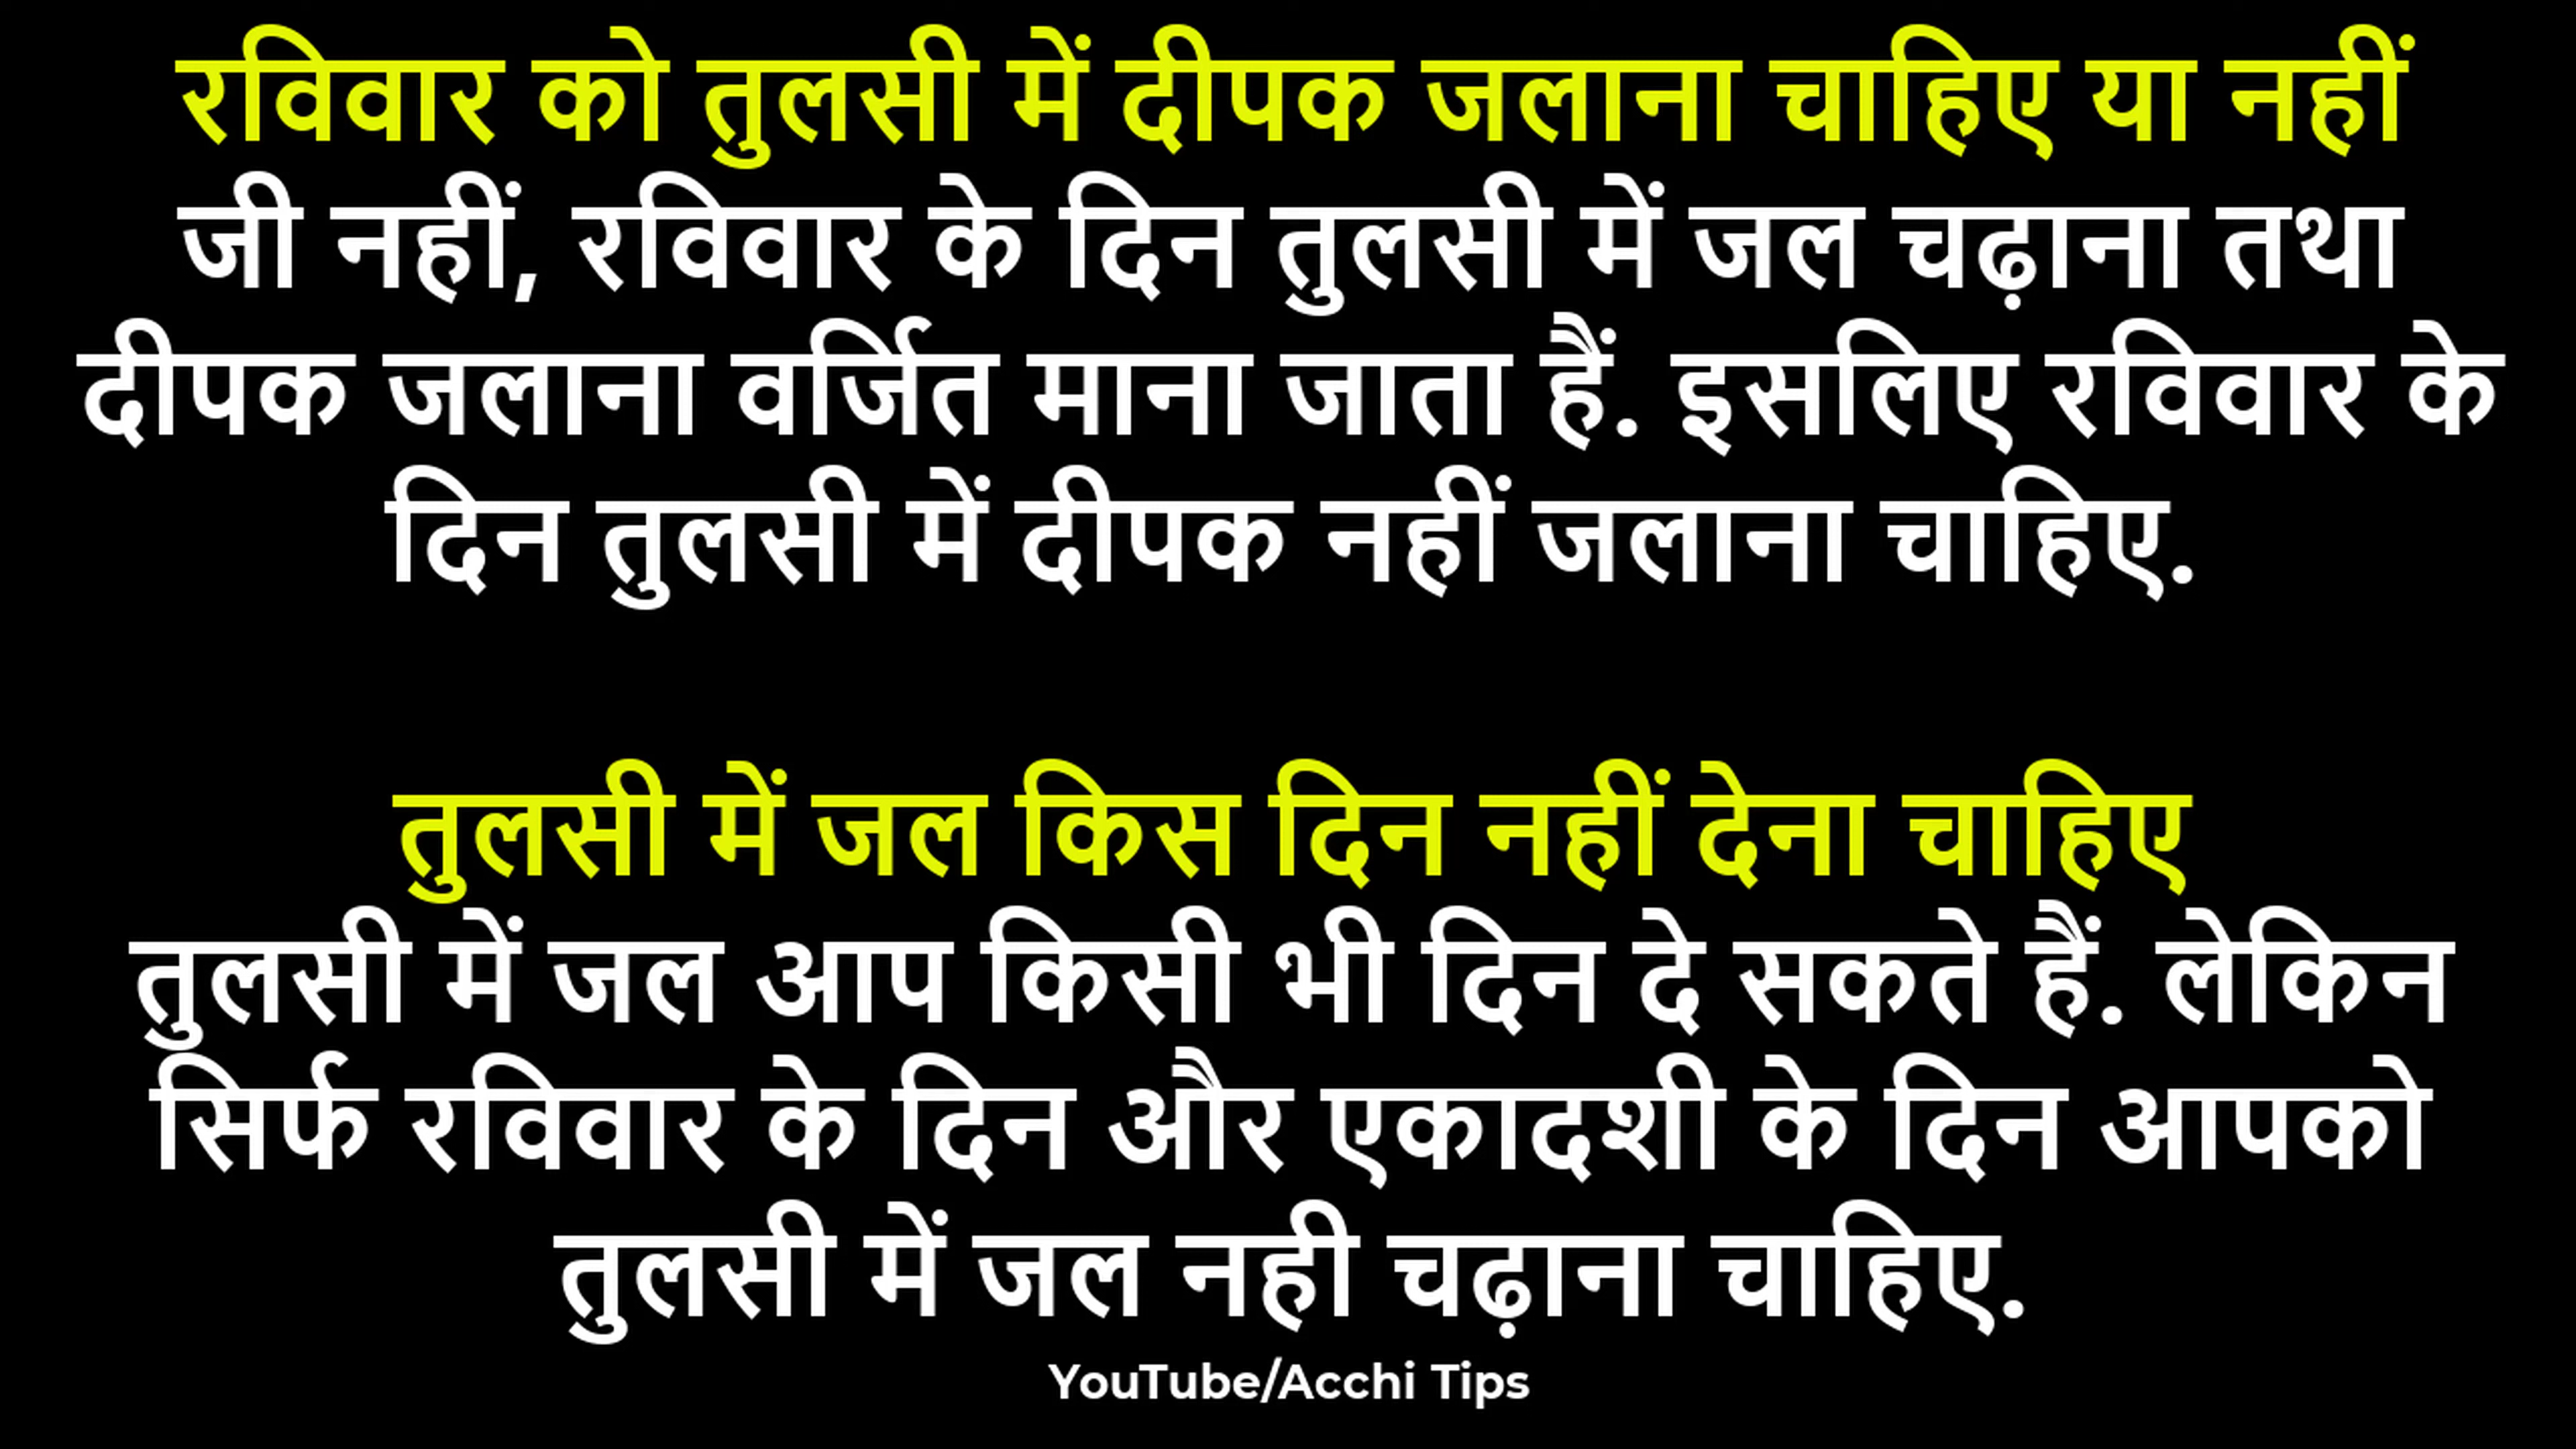 रविवार को तुलसी में दीपक जलाना चाहिए या नहीं
जी नहीं, रविवार के दिन तुलसी में जल चढ़ाना तथा
दीपक जलाना वर्जित माना जाता हैं. इसलिए रविवार के
दिन तुलसी में दीपक नहीं जलाना चाहिए.
तुलसी में जल किस दिन नहीं देना चाहिए
तुलसी में जल आप किसी भी दिन दे सकते हैं. लेकिन
सिर्फ रविवार के दिन और एकादशी के दिन आपको
तुलसी में जल नही चढ़ाना चाहिए.
YouTube/Acchi Tips